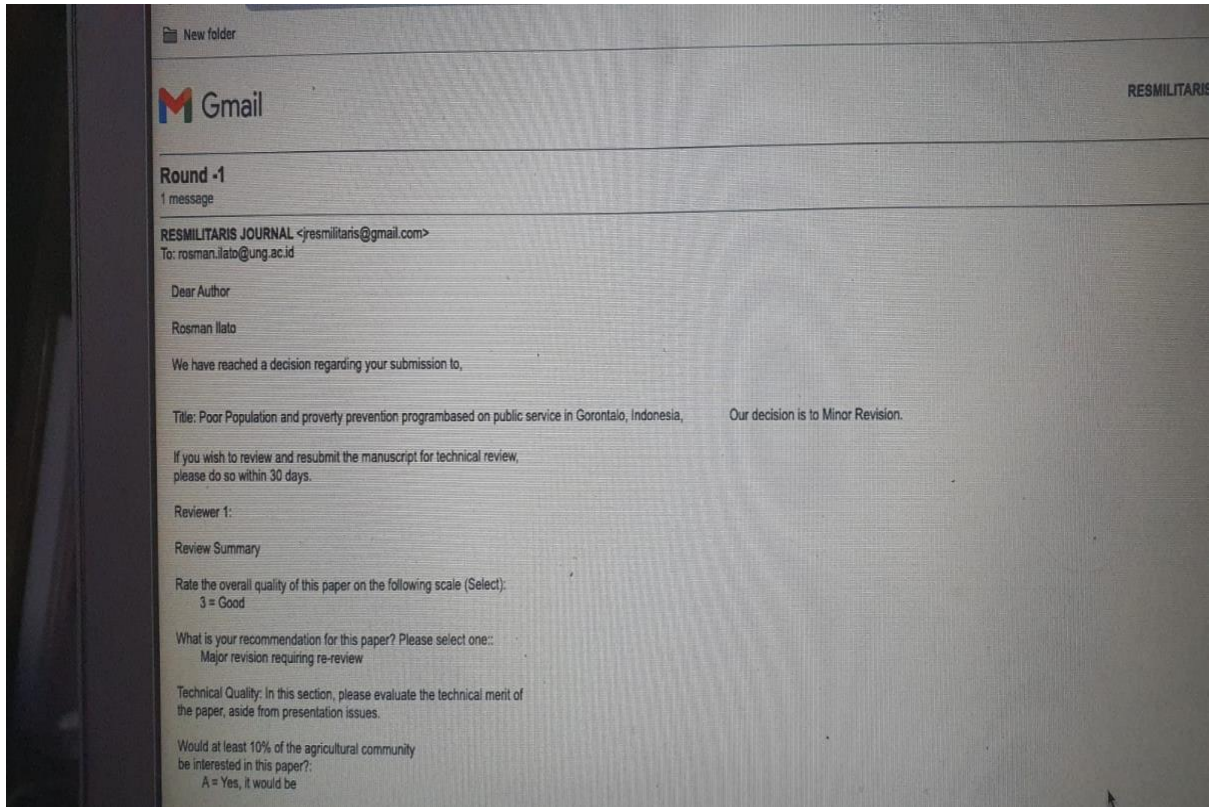 New folder
Gmail
RESMILITARIS
Round -1
1 message
RESMILITARIS JOURNAL <jresmilitaris@gmail.com>
To: rosman.ilato@ung.ac.id
Dear Author
Rosman Ilato
We have reached a decision regarding your submission to,
Title: Poor Population and proverty prevention programbased on public service in Gorontalo, Indonesia, Our decision is to Minor Revision.
If you wish to review and resubmit the manuscript for technical review,
please do so within 30 days.
Reviewer 1:
Review Summary
Rate the overall quality of this paper on the following scale (Select):
3 = Good
What is your recommendation for this paper? Please select one::
Major revision requiring re-review
Technical Quality: In this section, please evaluate the technical merit of
the paper, aside from presentation issues.
Would at least 10% of the agricultural community
be interested in this paper?:
A = Yes, it would be